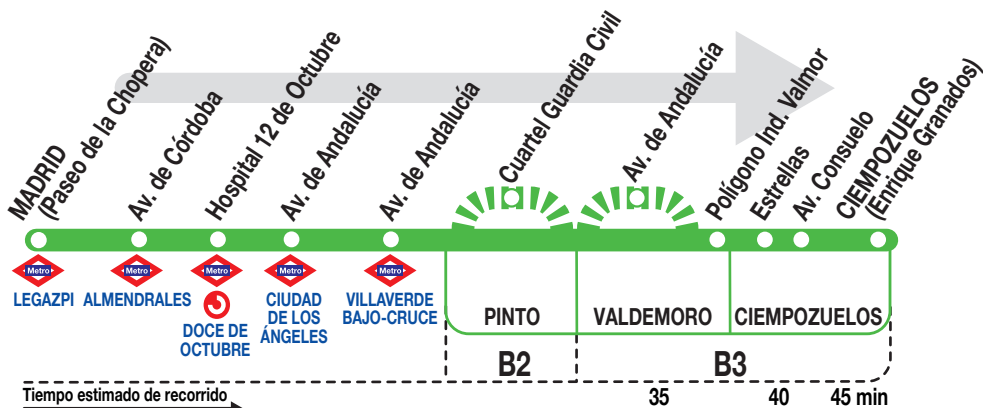 MADRID
(Paseo de la Chopera)
Av. de Córdoba
Hospital 12 de Octubre
Av. de Andalucía
Av. de Andalucía
Cuartel Guardia Civil
Av. de Andalucía
Polígono Ind. Valmor
Estrellas
Av. Consuelo
CIEMPOZUELOS
(Enrique Granados)
Metro
Metro
Metro
Metro
Metro
LEGAZPI
ALMENDRALES
DOCE DE
OCTUBRE
CIUDAD
DE LOS
ÁNGELES
VILLAVERDE
BAJO-CRUCE
PINTO
VALDEMORO
CIEMPOZUELOS
B2
B3
Tiempo estimado de recorrido
35
40
45 min